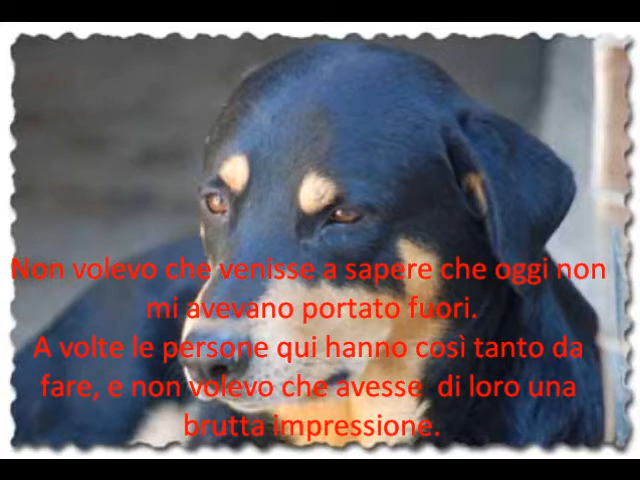 Non volevo che venisse a sapere che oggi non
mi avevano portato fuori.
A volte le persone qui hanno così tanto da
fare, e non volevo che avesse  di loro una
brutta impressione.